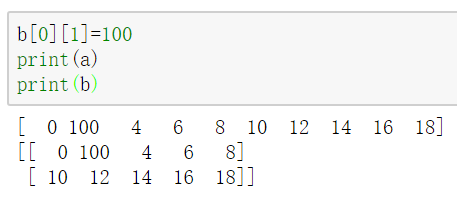 b[0][1]=100
print(a)
print(b)
[  0 100   4   6   8  10  12  14  16  18]
[[  0 100   4   6   8]
 [ 10  12  14  16  18]]